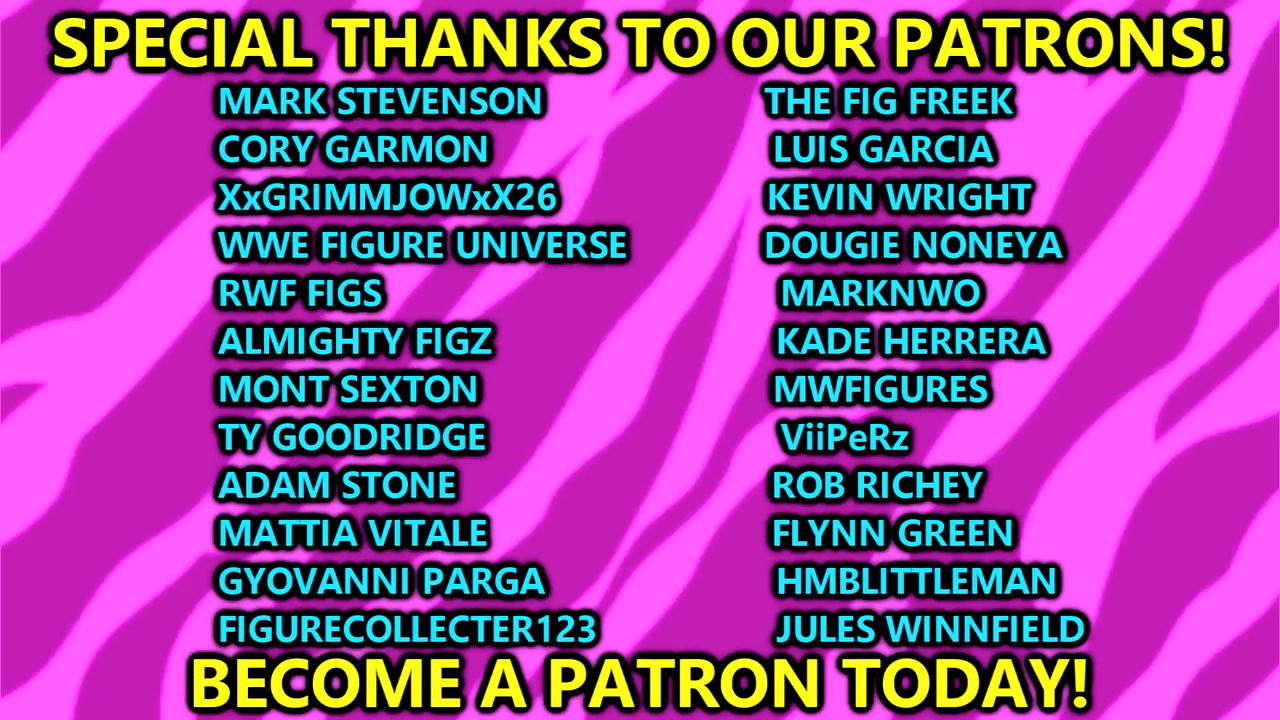 SPECIAL THANKS TO OUR PATRONS!
MARK STEVENSON
CORY GARMON
XxGRIMMJOWxX26
WWE FIGURE UNIVERSE
RWF FIGS
ALMIGHTY FIGZ
MONT SEXTON
TY GOODRIDGE
ADAM STONE
MATTIA VITALE
GYOVANNI PARGA
FIGURECOLLECTER123
THE FIG FREEK
LUIS GARCIA
KEVIN WRIGHT
DOUGIE NONEYA
MARKNWO
KADE HERRERA
MWFIGURES
ViiPeRz
ROB RICHEY
FLYNN GREEN
HMBLITTLEMAN
JULES WINNFIELD
BECOME A PATRON TODAY!